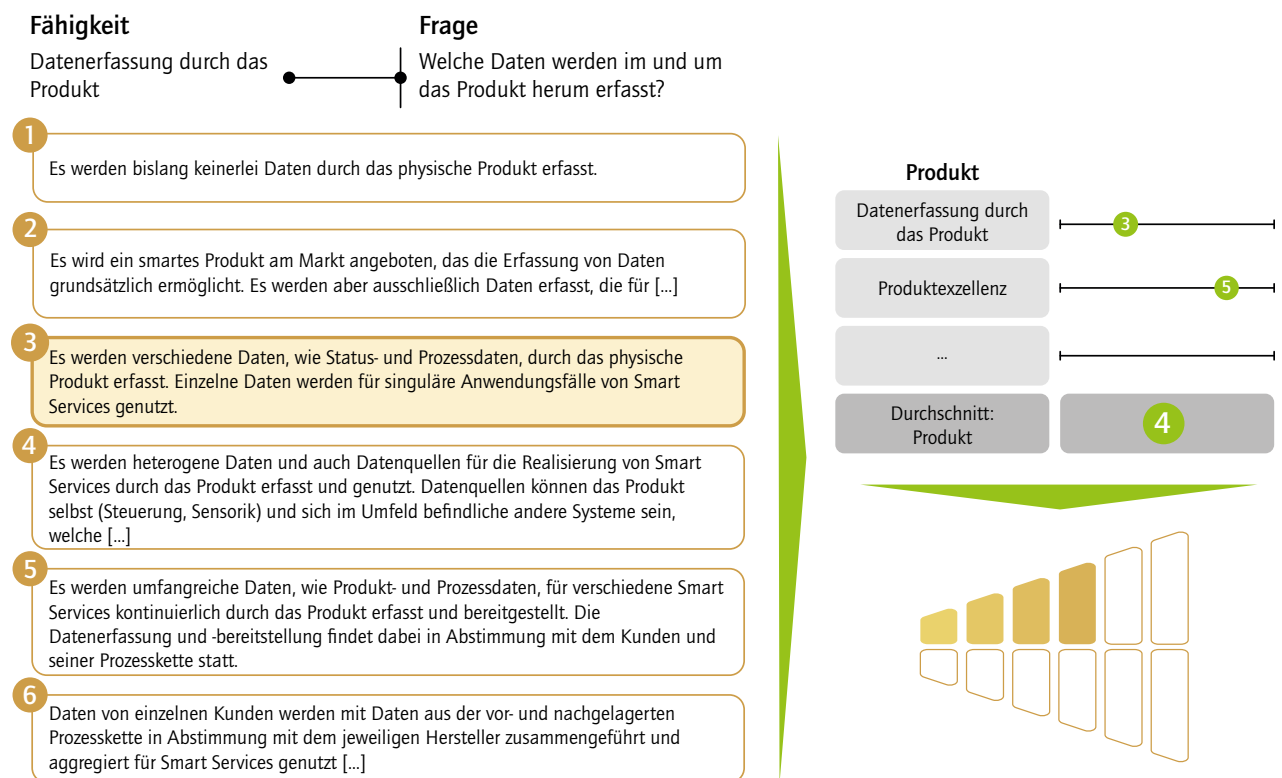 Fähigkeit
Datenerfassung durch das
Produkt
Frage
Welche Daten werden im und um
das Produkt herum erfasst?
1
Es werden bislang keinerlei Daten durch das physische Produkt erfasst.
2
Es wird ein smartes Produkt am Markt angeboten, das die Erfassung von Daten
grundsätzlich ermöglicht. Es werden aber ausschließlich Daten erfasst, die für [...]
3
Es werden verschiedene Daten, wie Status- und Prozessdaten, durch das physische
Produkt erfasst. Einzelne Daten werden für singuläre Anwendungsfälle von Smart
Services genutzt.
4
Es werden heterogene Daten und auch Datenquellen für die Realisierung von Smart
Services durch das Produkt erfasst und genutzt. Datenquellen können das Produkt
selbst (Steuerung, Sensorik) und sich im Umfeld befindliche andere Systeme sein,
welche [...]
5
Es werden umfangreiche Daten, wie Produkt- und Prozessdaten, für verschiedene Smart
Services kontinuierlich durch das Produkt erfasst und bereitgestellt. Die
Datenerfassung und -bereitstellung findet dabei in Abstimmung mit dem Kunden und
seiner Prozesskette statt.
6
Daten von einzelnen Kunden werden mit Daten aus der vor- und nachgelagerten
Prozesskette in Abstimmung mit dem jeweiligen Hersteller zusammengeführt und
aggregiert für Smart Services genutzt [...]
Produkt
Datenerfassung durch
das Produkt
3
Produktexzellenz
5
...
Durchschnitt:
Produkt
4